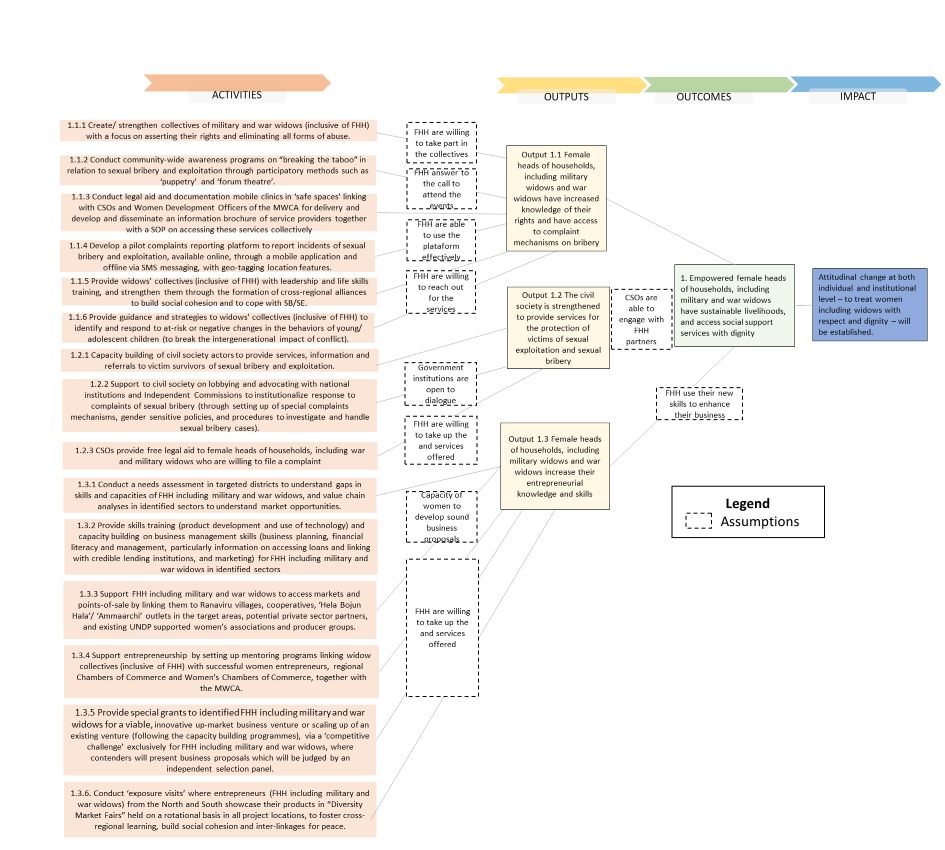 ACTIVITIES
OUTPUTS
OUTCOMES
IMPACT
1.1.1 Create/ strengthen collectives of military and war widows (inclusive of FHH)
with a focus on asserting their rights and eliminating all forms of abuse.
1.1.2 Conduct community-wide awareness programs on “breaking the taboo” in
relation to sexual bribery and exploitation through participatory methods such as
‘puppetry’ and ‘forum theatre’.
1.1.3 Conduct legal aid and documentation mobile clinics in ‘safe spaces’ linking
with CSOs and Women Development Officers of the MWCA for delivery and
develop and disseminate an information brochure of service providers together
with a SOP on accessing these services collectively
1.1.4 Develop a pilot complaints reporting platform to report incidents of sexual
bribery and exploitation, available online, through a mobile application and
offline via SMS messaging, with geo-tagging location features.
1.1.5 Provide widows’ collectives (inclusive of FHH) with leadership and life skills
training, and strengthen them through the formation of cross-regional alliances
to build social cohesion and to cope with SB/SE.
1.1.6 Provide guidance and strategies to widows’ collectives (inclusive of FHH) to
identify and respond to at-risk or negative changes in the behaviors of young/
adolescent children (to break the intergenerational impact of conflict).
1.2.1 Capacity building of civil society actors to provide services, information and
referrals to victim survivors of sexual bribery and exploitation.
1.2.2 Support to civil society on lobbying and advocating with national
institutions and Independent Commissions to institutionalize response to
complaints of sexual bribery (through setting up of special complaints
mechanisms, gender sensitive policies, and procedures to investigate and handle
sexual bribery cases).
1.2.3 CSOs provide free legal aid to female heads of households, including war
and military widows who are willing to file a complaint
1.3.1 Conduct a needs assessment in targeted districts to understand gaps in
skills and capacities of FHH including military and war widows, and value chain
analyses in identified sectors to understand market opportunities.
1.3.2 Provide skills training (product development and use of technology) and
capacity building on business management skills (business planning, financial
literacy and management, particularly information on accessing loans and linking
with credible lending institutions, and marketing) for FHH including military and
war widows in identified sectors
1.3.3 Support FHH including military and war widows to access markets and
points-of-sale by linking them to Ranaviru villages, cooperatives, ‘Hela Bojun
Hala’/ ‘Ammaarchi’ outlets in the target areas, potential private sector partners,
and existing UNDP supported women’s associations and producer groups.
1.3.4 Support entrepreneurship by setting up mentoring programs linking widow
collectives (inclusive of FHH) with successful women entrepreneurs, regional
Chambers of Commerce and Women’s Chambers of Commerce, together with
the MWCA.
1.3.5 Provide special grants to identified FHH including military and war
widows for a viable, innovative up-market business venture or scaling up of an
existing venture (following the capacity building programmes), via a ‘competitive
challenge’ exclusively for FHH including military and war widows, where
contenders will present business proposals which will be judged by an
independent selection panel.
1.3.6. Conduct ‘exposure visits’ where entrepreneurs (FHH including military and
war widows) from the North and South showcase their products in “Diversity
Market Fairs” held on a rotational basis in all project locations, to foster cross-
regional learning, build social cohesion and inter-linkages for peace.
FHH are willing
to take part in
the collectives
FHH answer to
the call to
attend the
events
FHH are able
to use the
plataform
effectively
FHH are willing
to reach out
for the
services
Government
institutions are
open to
dialogue
FHH are willing
to take up the
and services
offered
Capacity of
women to
develop sound
business
proposals
FHH are willing
to take up the
and services
offered
Output 1.1 Female
heads of households,
including military
widows and war
widows have increased
knowledge of their
rights and have access
to complaint
mechanisms on bribery
Output 1.2 The civil
society is strengthened
to provide services for
the protection of
victims of sexual
exploitation and sexual
bribery
Output 1.3 Female heads
of households, including
military widows and war
widows increase their
entrepreneurial
knowledge and skills
CSOs are
able to
engage with
FHH
partners
1. Empowered female heads
of households, including
military and war widows
have sustainable livelihoods,
and access social support
services with dignity
FHH use their new
skills to enhance
their business
Attitudinal change at both
individual and institutional
level – to treat women
including widows with
respect and dignity – will
be established.
Legend
Assumptions